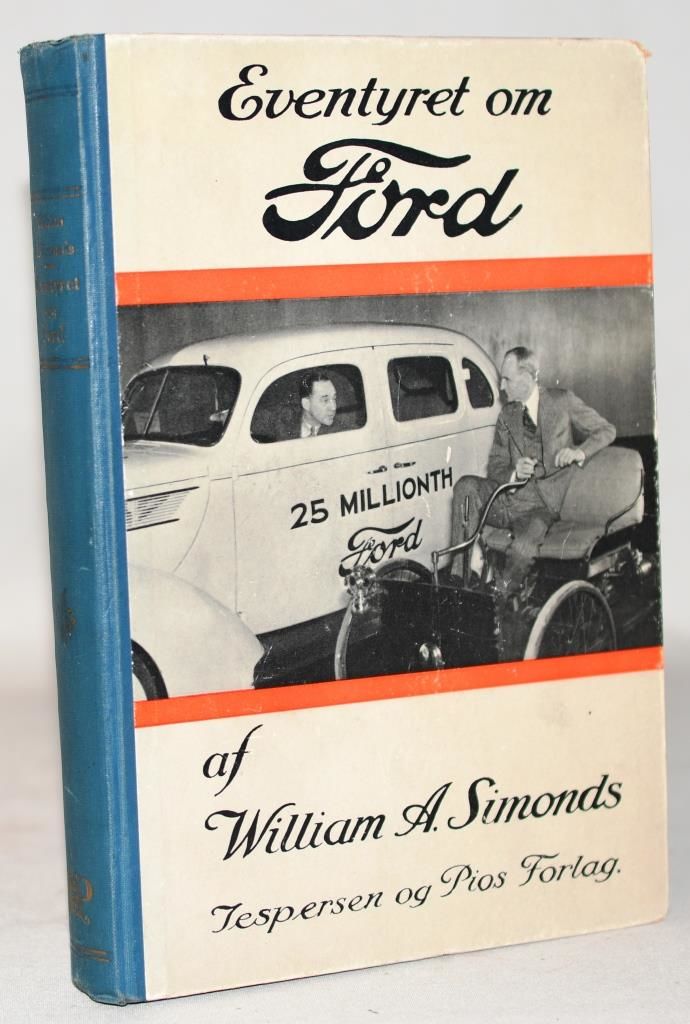 Eventyret om
Ford
25 MILLIONTH
Ford
af
William A. Simonds
Jespersen og Pios Forlag.